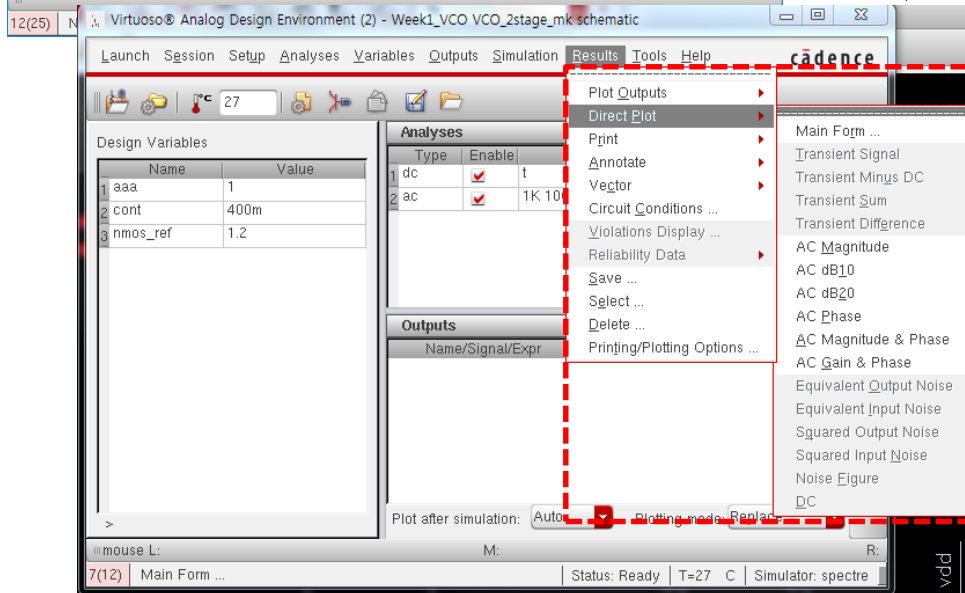 12(25)
Virtuoso® Analog Design Environment (2) - Week1_VCO VCO_2stage_mk schematic
Launch Session Setup Analyses Variables Outputs Simulation Results Tools Help
cādence
27
Design Variables
Name Value
1 aaa 1
2 cont 400m
3 nmos_ref 1.2
>
Analyses
Type Enable
1 dc t
2 ac 1K
Outputs
Name/Signal/Expr
Plot after simulation: Auto Plotting mode: Replace
Plot Outputs
Direct Plot
Print
Annotate
Vector
Circuit Conditions ...
Violations Display ...
Reliability Data
Save ...
Select ...
Delete ...
Printing/Plotting Options ...
Main Form ...
Transient Signal
Transient Minus DC
Transient Sum
Transient Difference
AC Magnitude
AC dB10
AC dB20
AC Phase
AC Magnitude & Phase
AC Gain & Phase
Equivalent Output Noise
Equivalent Input Noise
Squared Output Noise
Squared Input Noise
Noise Figure
DC
mouse L: M: R:
7(12) Main Form ... Status: Ready T=27 C Simulator: spectre
vdd